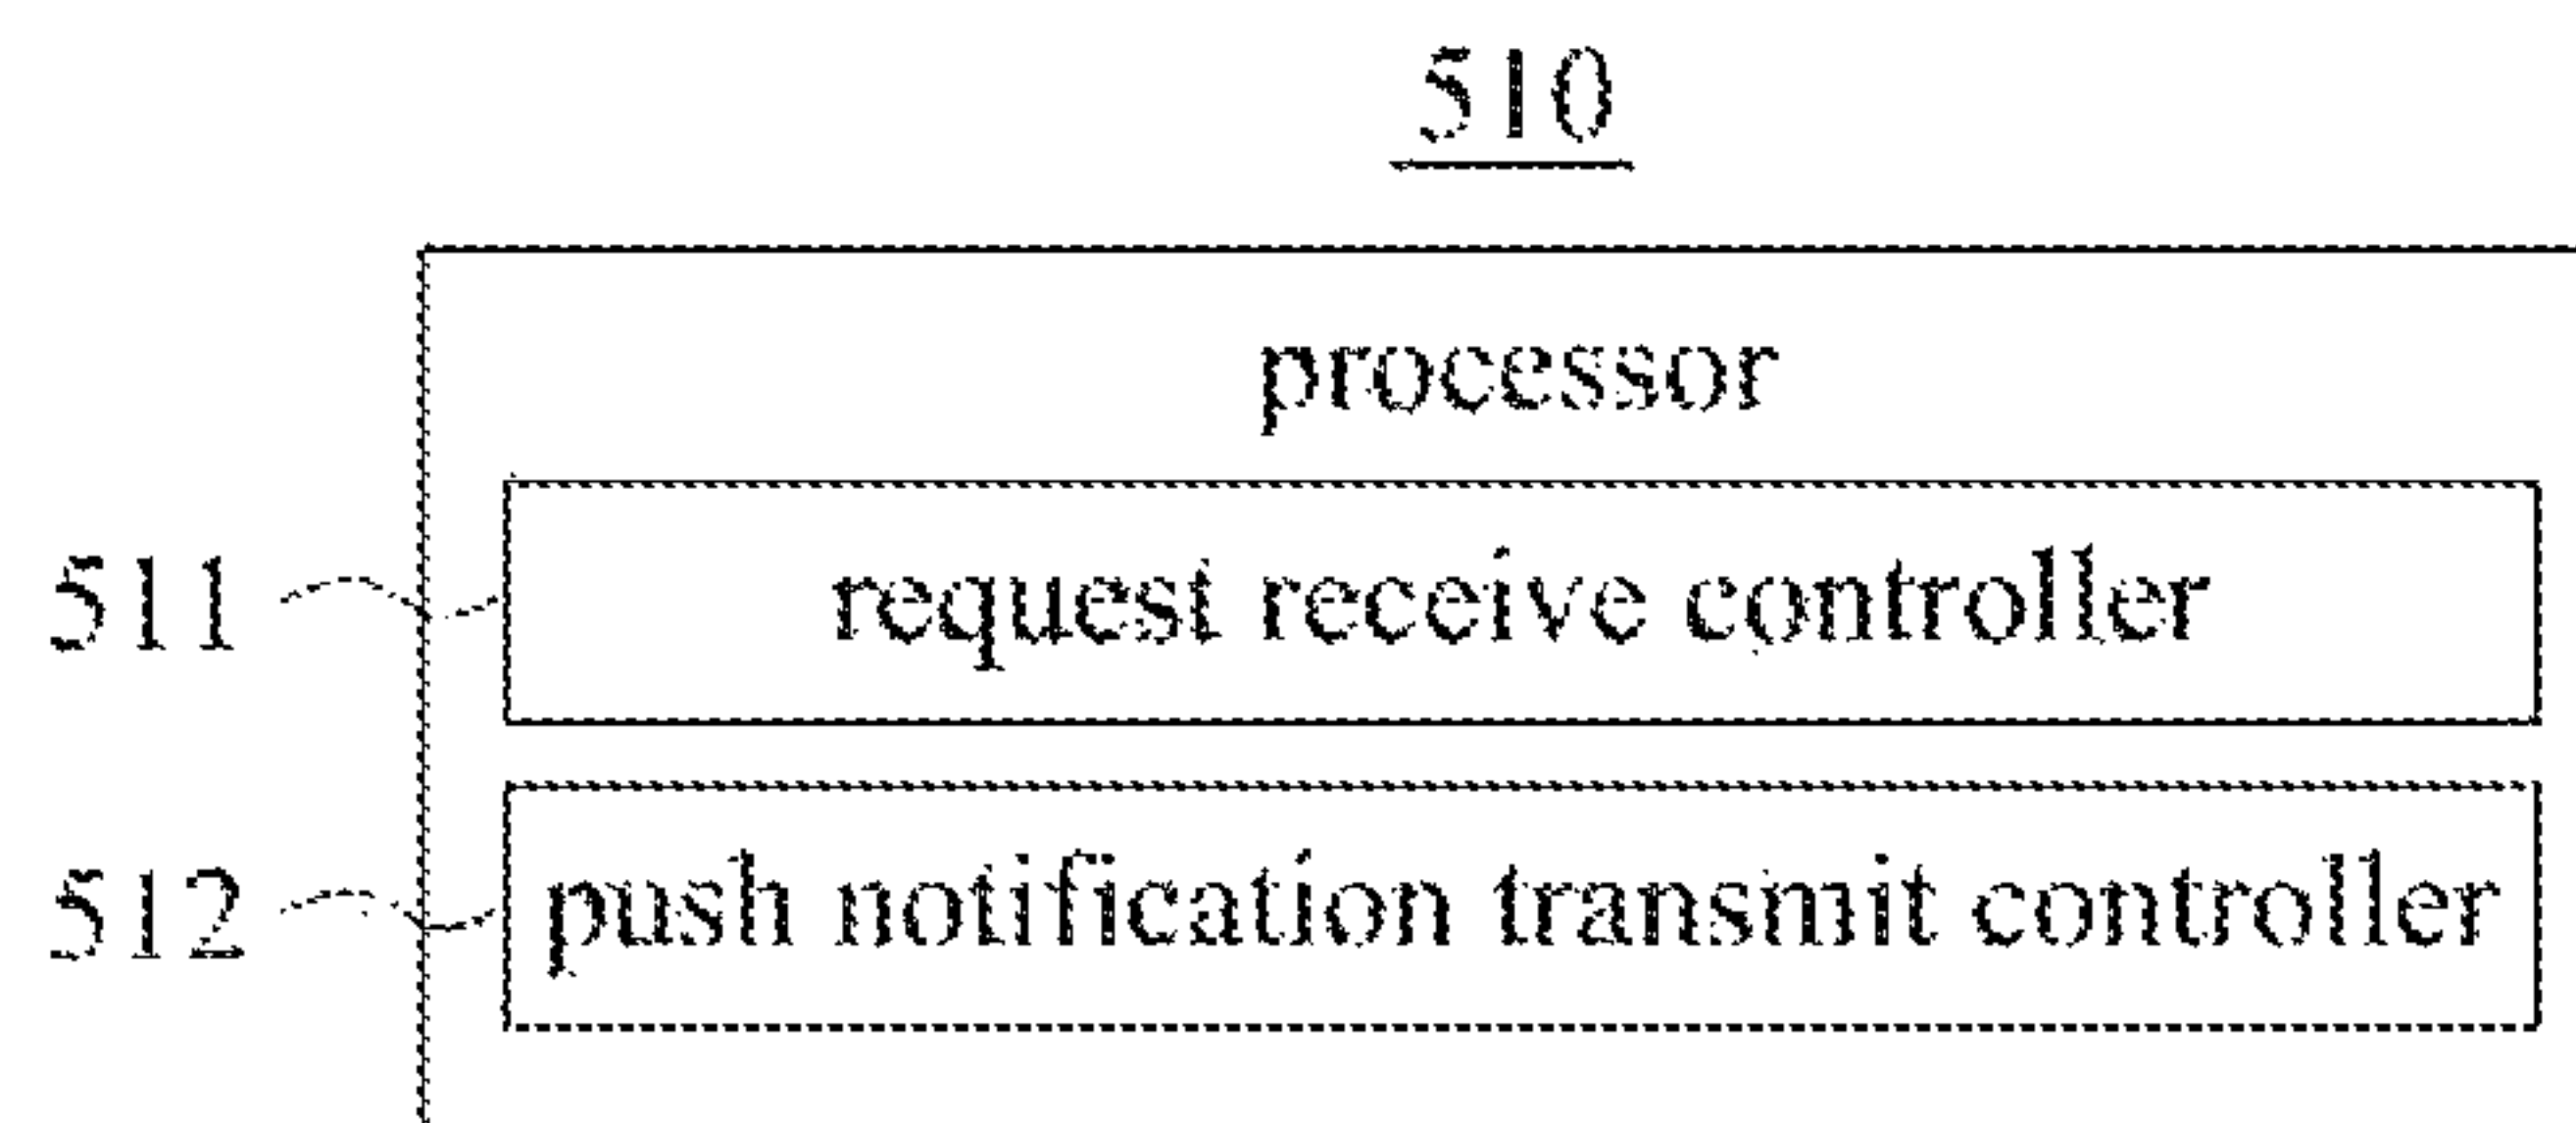 510
processor
511 request receive controller
512 push notification transmit controller